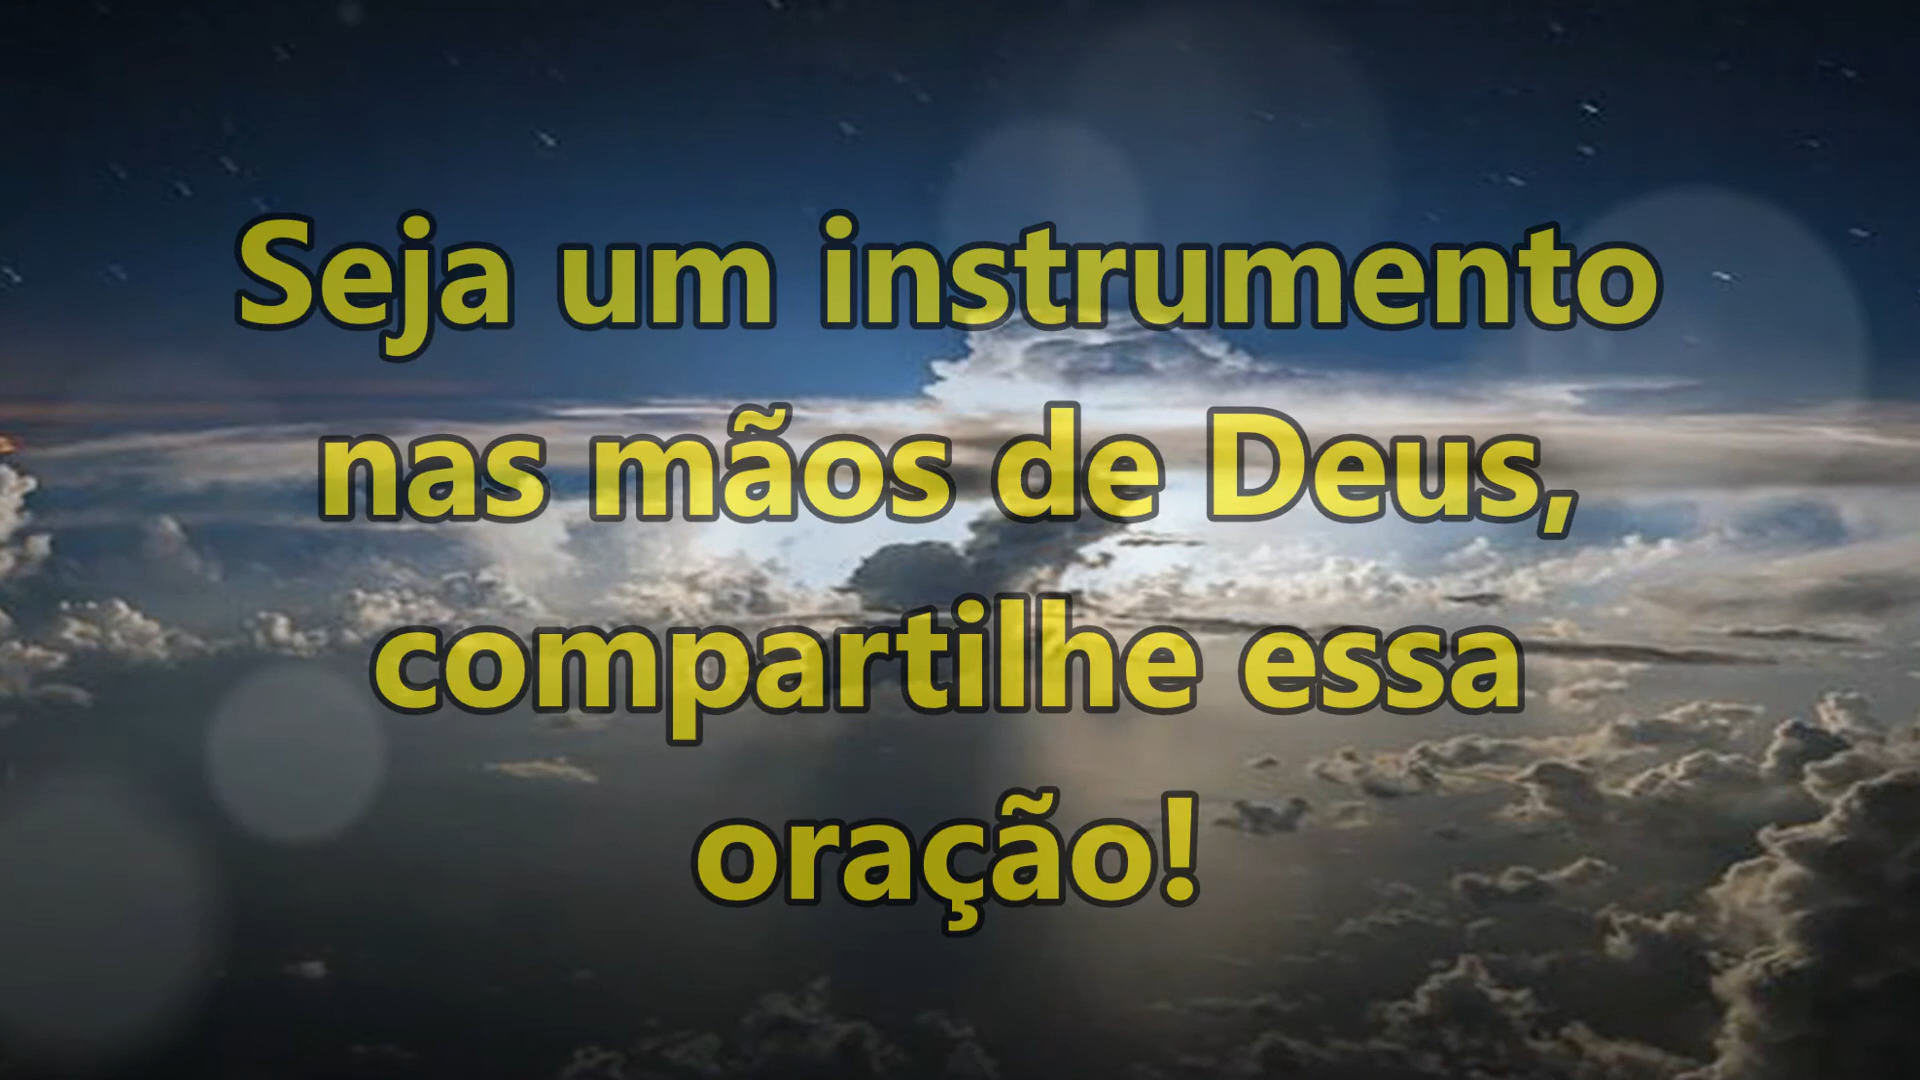 Seja um instrumento
nas mãos de Deus,
compartilhe essa
oração!